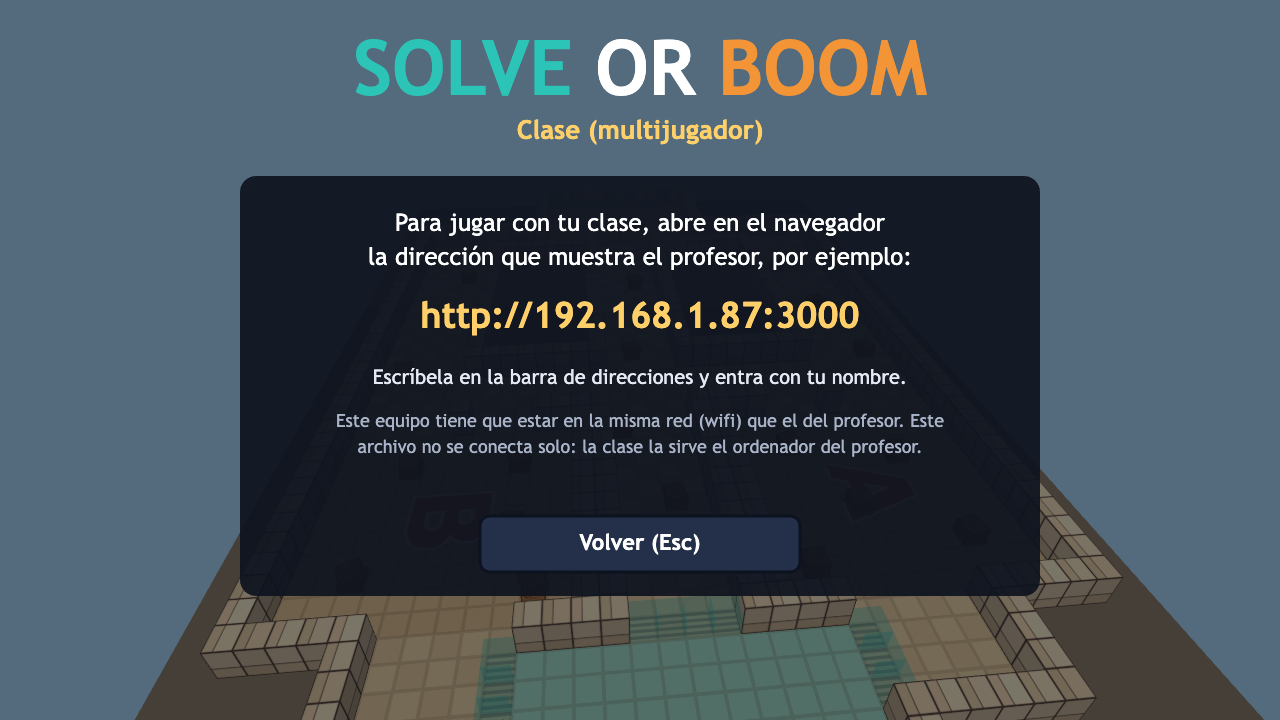 SOLVE OR BOOM
Clase (multijugador)
Para jugar con tu clase, abre en el navegador
la dirección que muestra el profesor, por ejemplo:
http://192.168.1.87:3000
Escríbela en la barra de direcciones y entra con tu nombre.
Este equipo tiene que estar en la misma red (wifi) que el del profesor. Este
archivo no se conecta solo: la clase la sirve el ordenador del profesor.
B
A
Volver (Esc)